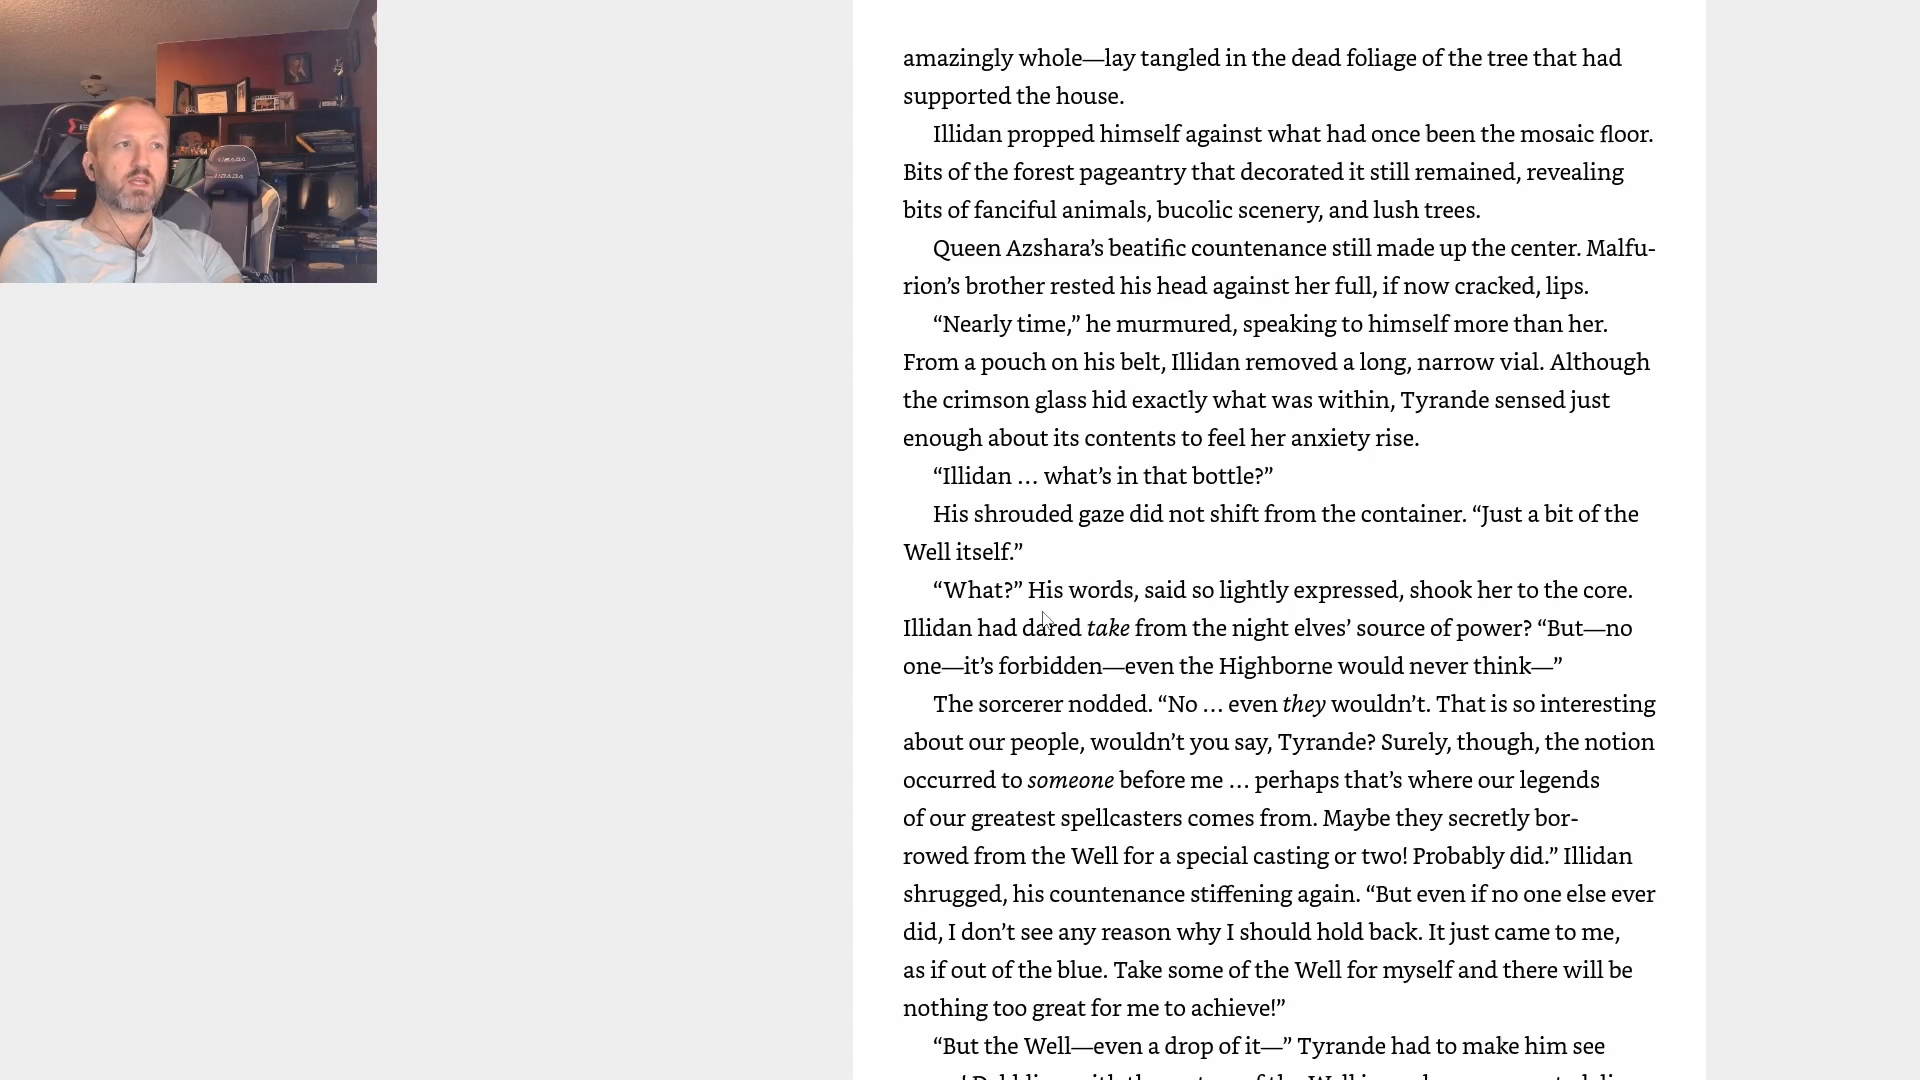 amazingly whole—lay tangled in the dead foliage of the tree that had
supported the house.
Illidan propped himself against what had once been the mosaic floor.
Bits of the forest pageantry that decorated it still remained, revealing
bits of fanciful animals, bucolic scenery, and lush trees.
Queen Azshara’s beatific countenance still made up the center. Malfu-
rion’s brother rested his head against her full, if now cracked, lips.
“Nearly time,” he murmured, speaking to himself more than her.
From a pouch on his belt, Illidan removed a long, narrow vial. Although
the crimson glass hid exactly what was within, Tyrande sensed just
enough about its contents to feel her anxiety rise.
“Illidan … what’s in that bottle?”
His shrouded gaze did not shift from the container. “Just a bit of the
Well itself.”
“What?” His words, said so lightly expressed, shook her to the core.
Illidan had dared take from the night elves’ source of power? “But—no
one—it’s forbidden—even the Highborne would never think—”
The sorcerer nodded. “No … even they wouldn’t. That is so interesting
about our people, wouldn’t you say, Tyrande? Surely, though, the notion
occurred to someone before me … perhaps that’s where our legends
of our greatest spellcasters comes from. Maybe they secretly bor-
rowed from the Well for a special casting or two! Probably did.” Illidan
shrugged, his countenance stiffening again. “But even if no one else ever
did, I don’t see any reason why I should hold back. It just came to me,
as if out of the blue. Take some of the Well for myself and there will be
nothing too great for me to achieve!”
“But the Well—even a drop of it—” Tyrande had to make him see